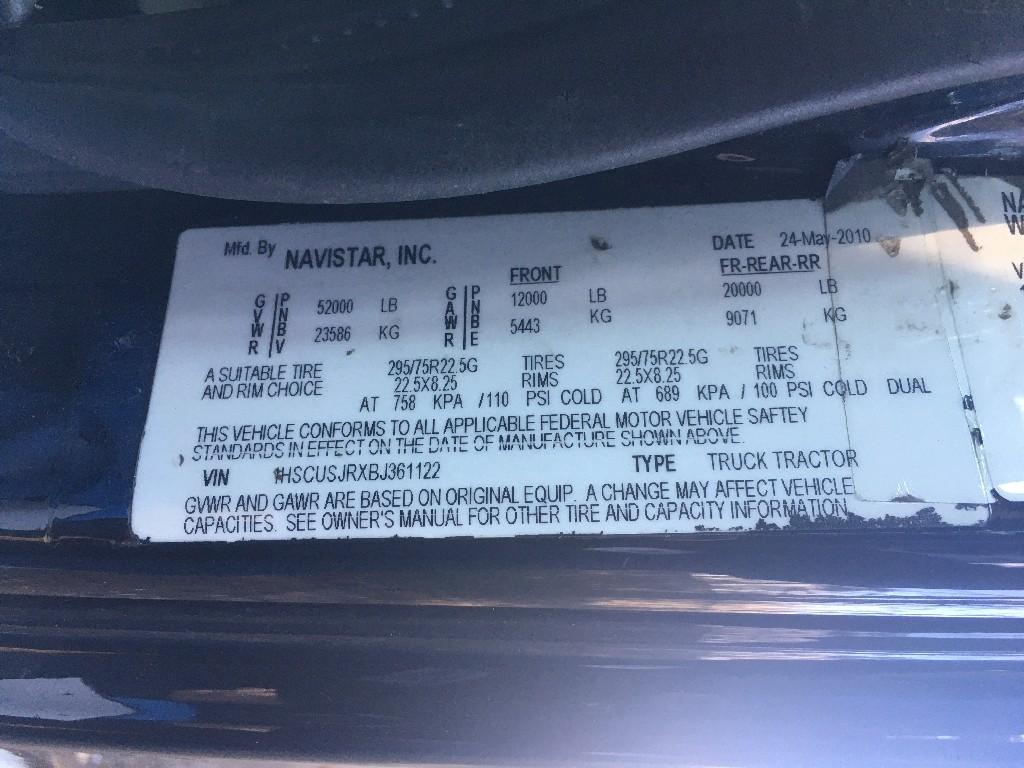 Mfd. By NAVISTAR, INC. DATE 24-May-2010
FRONT FR-REAR-RR
GVWR PNBV 52000 LB GAWR PNBE 12000 LB 20000 LB
23586 KG 5443 KG 9071 KG
A SUITABLE TIRE 295/75R22.5G TIRES 295/75R22.5G TIRES
AND RIM CHOICE 22.5X8.25 RIMS 22.5X8.25 RIMS
AT 758 KPA /110 PSI COLD AT 689 KPA / 100 PSI COLD DUAL
THIS VEHICLE CONFORMS TO ALL APPLICABLE FEDERAL MOTOR VEHICLE SAFTEY
STANDARDS IN EFFECT ON THE DATE OF MANUFACTURE SHOWN ABOVE.
VIN 1HSCUSJRXBJ361122 TYPE TRUCK TRACTOR
GVWR AND GAWR ARE BASED ON ORIGINAL EQUIP. A CHANGE MAY AFFECT VEHICLE
CAPACITIES. SEE OWNER'S MANUAL FOR OTHER TIRE AND CAPACITY INFORMATION